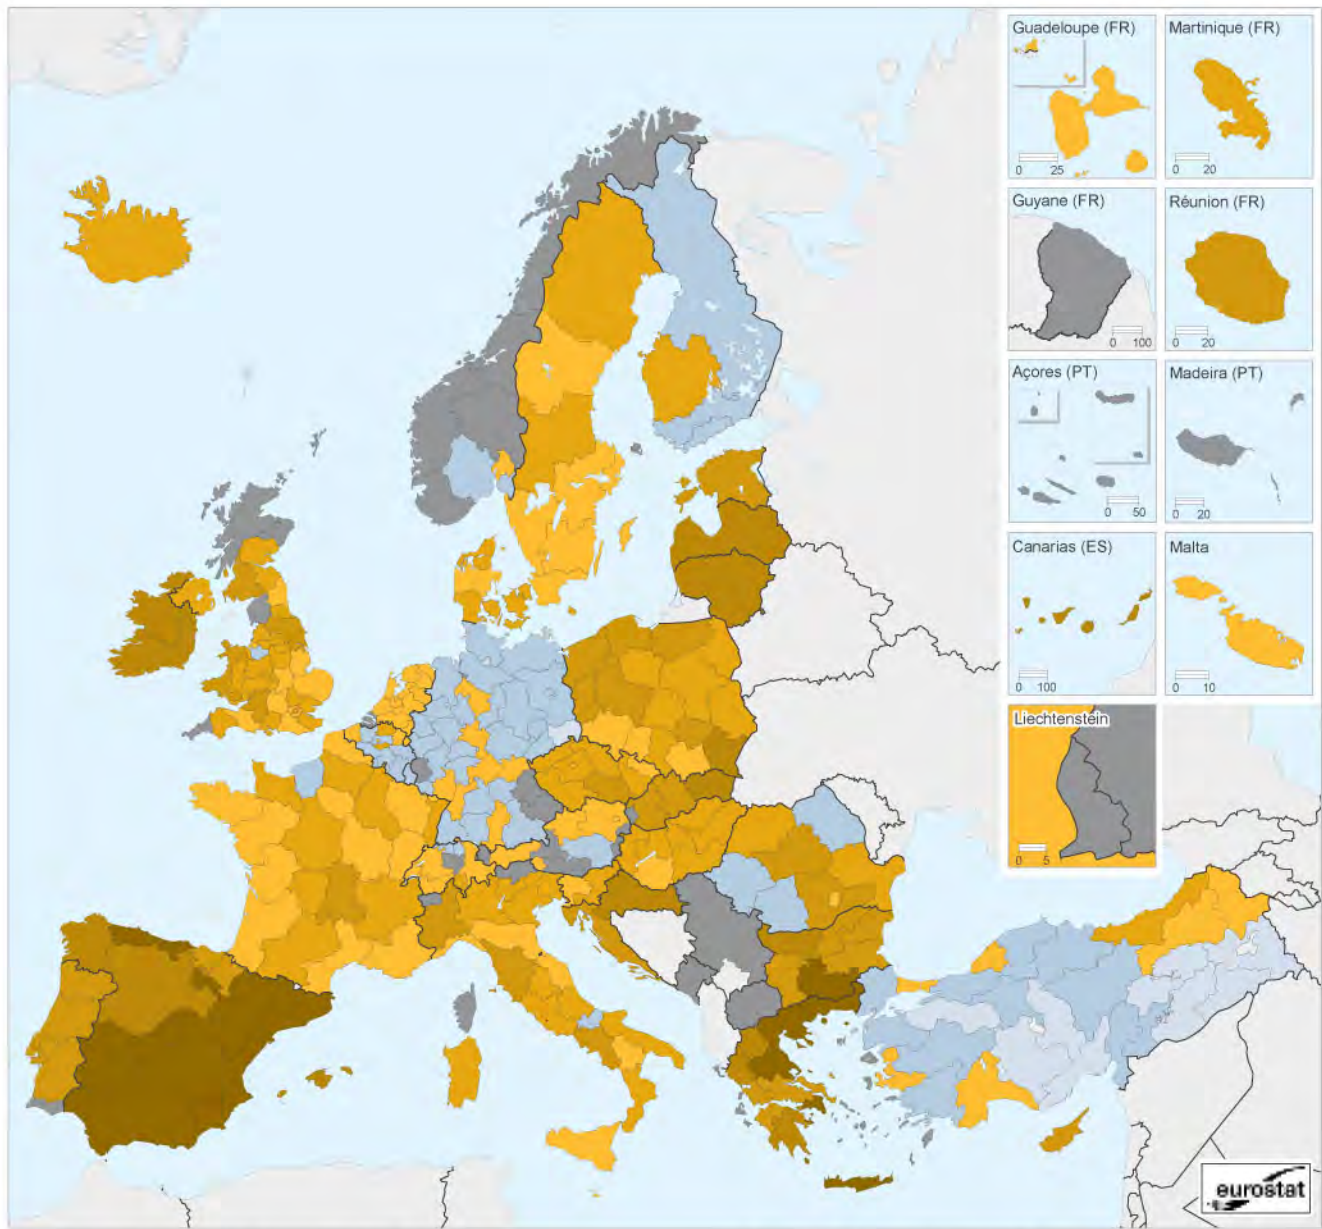 Guadeloupe (FR)
Martinique (FR)
0 25
0 20
Guyane (FR)
Réunion (FR)
0 100
0 20
Açores (PT)
Madeira (PT)
0 50
0 20
Canarias (ES)
Malta
0 100
0 10
Liechtenstein
0 5
eurostat